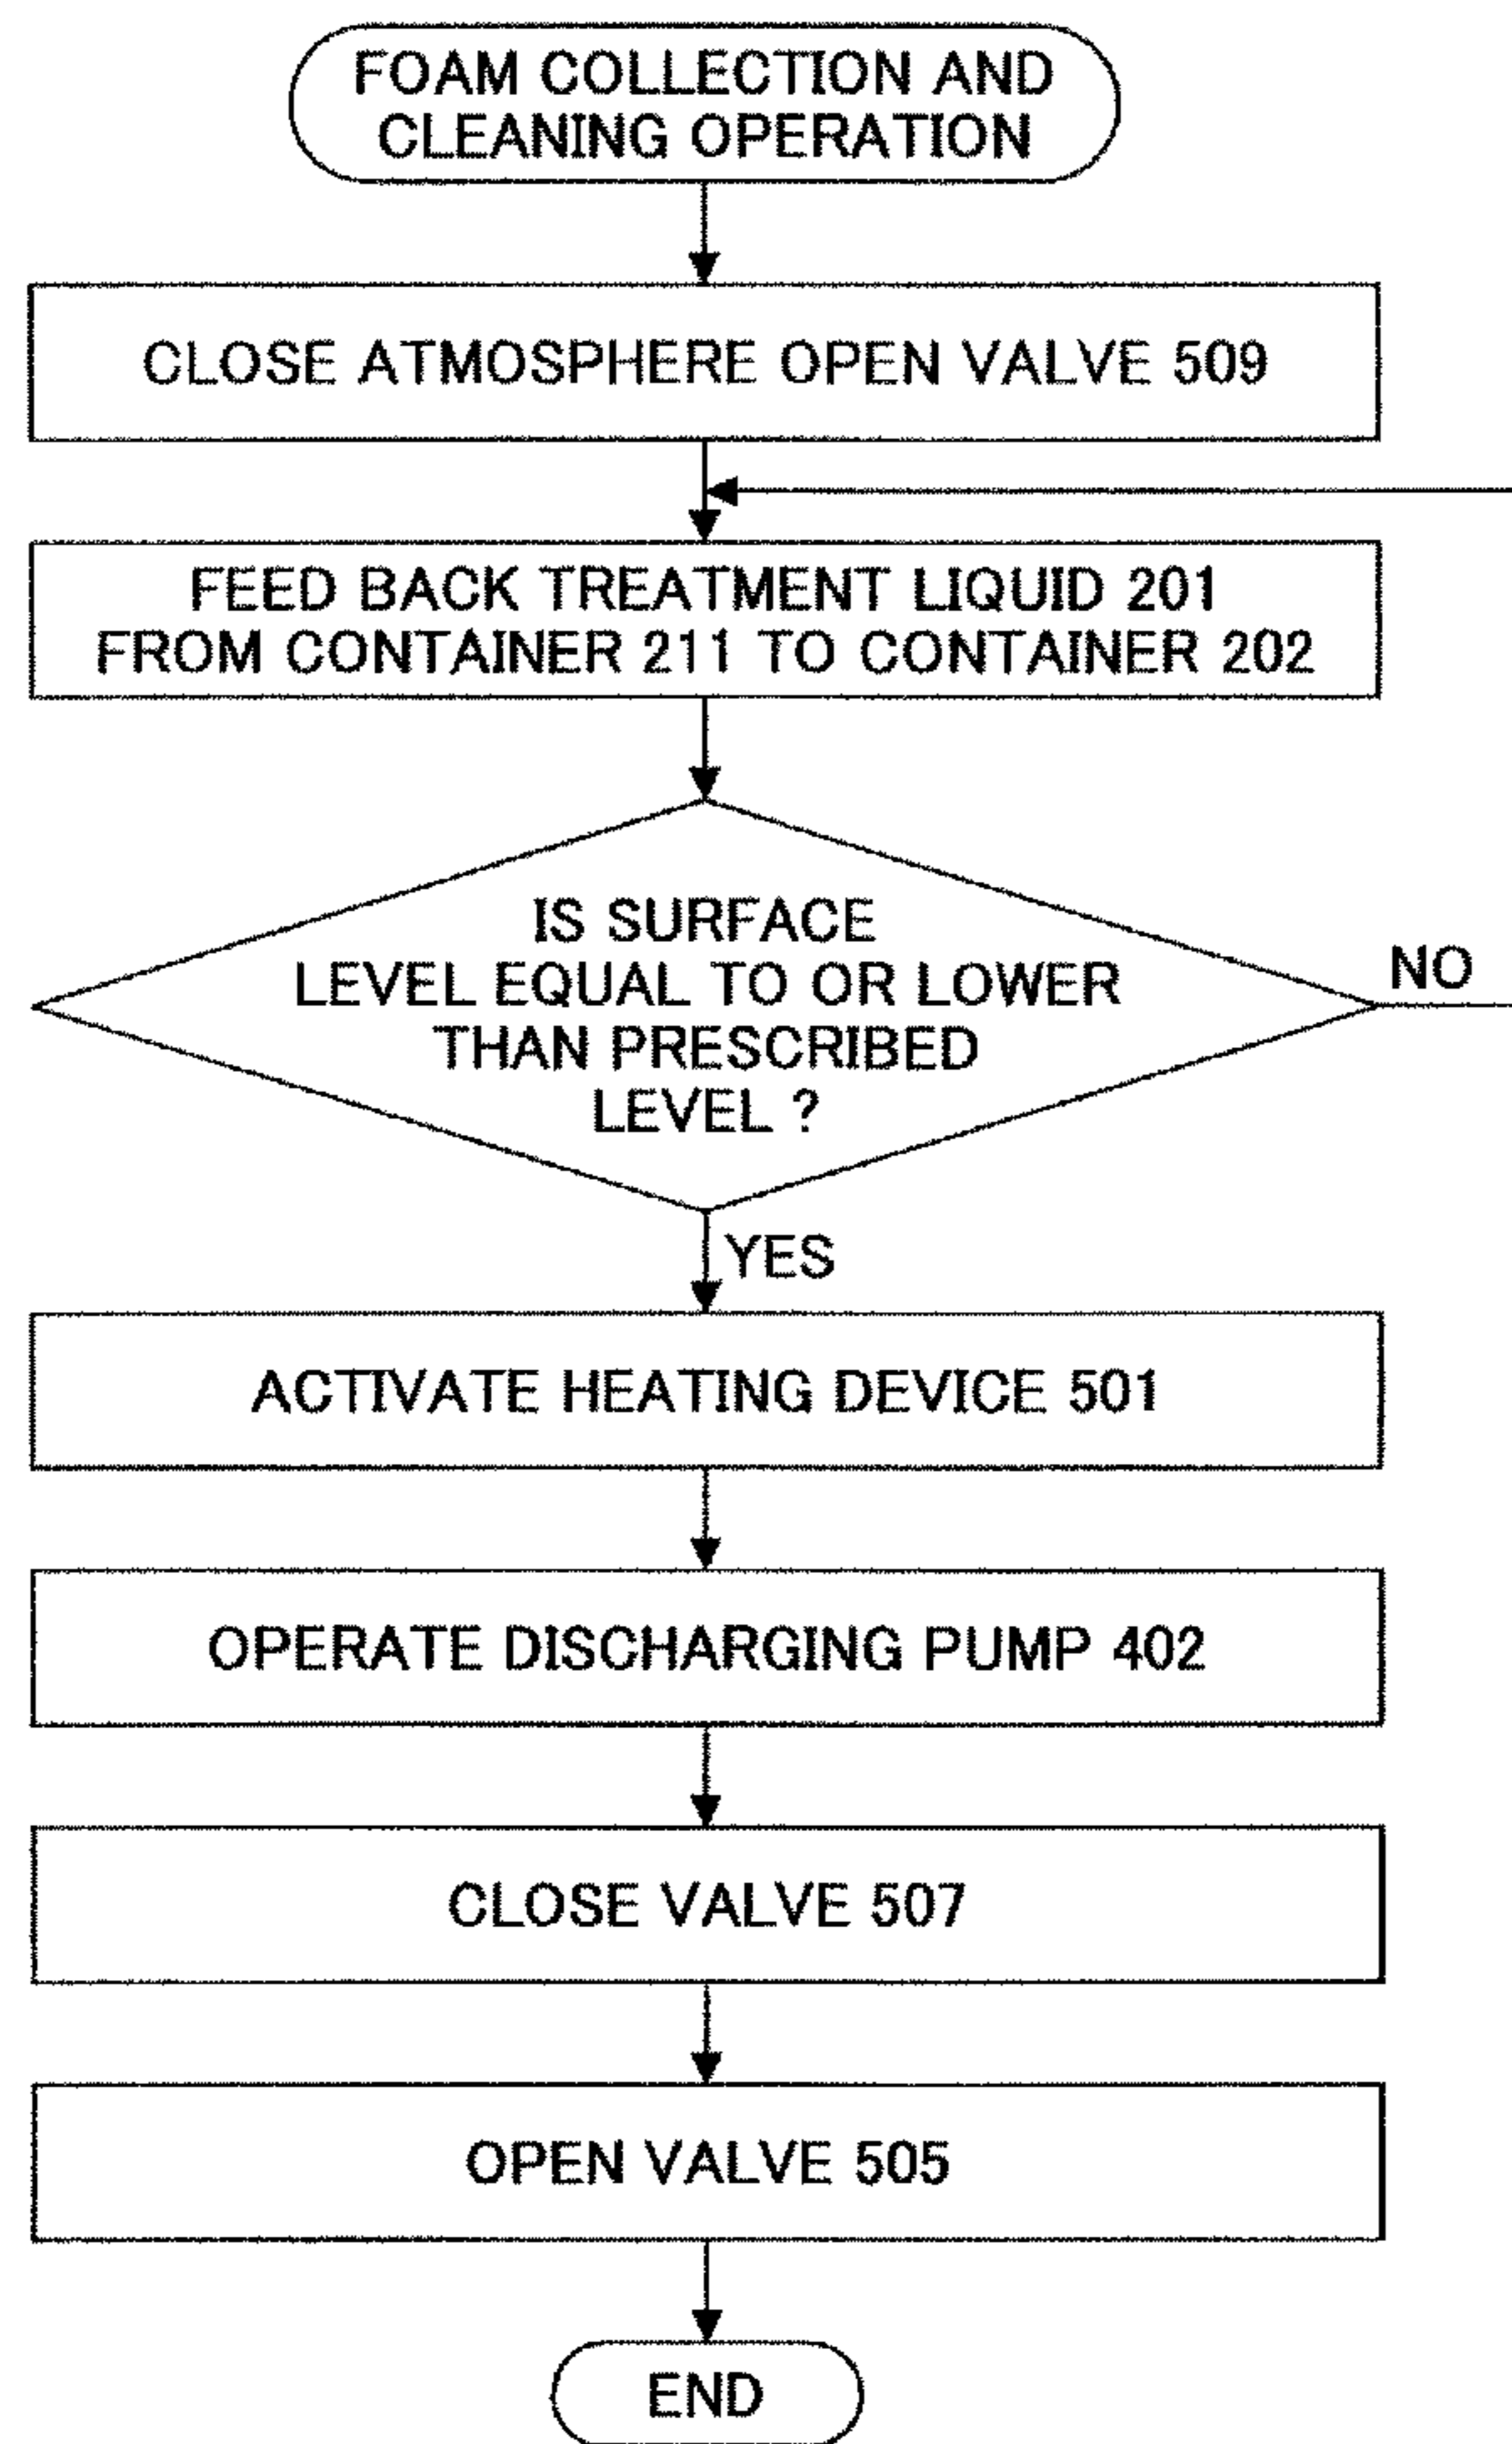 FOAM COLLECTION AND
CLEANING OPERATION
CLOSE ATMOSPHERE OPEN VALVE 509
FEED BACK TREATMENT LIQUID 201
FROM CONTAINER 211 TO CONTAINER 202
IS SURFACE
LEVEL EQUAL TO OR LOWER
THAN PRESCRIBED
LEVEL ?
NO
YES
ACTIVATE HEATING DEVICE 501
OPERATE DISCHARGING PUMP 402
CLOSE VALVE 507
OPEN VALVE 505
END